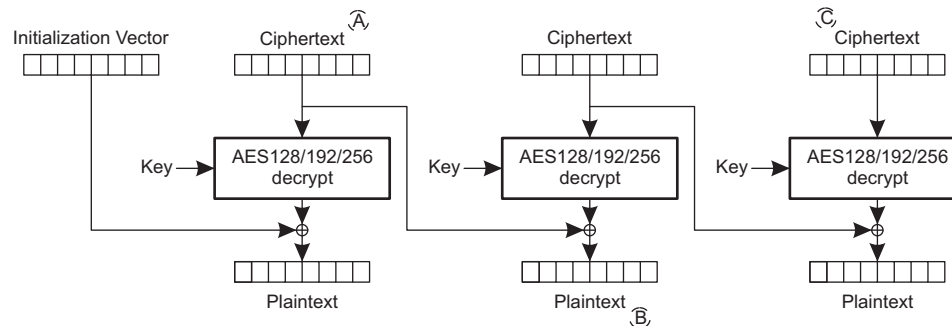 Initialization Vector
Ciphertext A
Ciphertext
C Ciphertext
Key
AES128/192/256
decrypt
Key
AES128/192/256
decrypt
Key
AES128/192/256
decrypt
Plaintext
Plaintext B
Plaintext